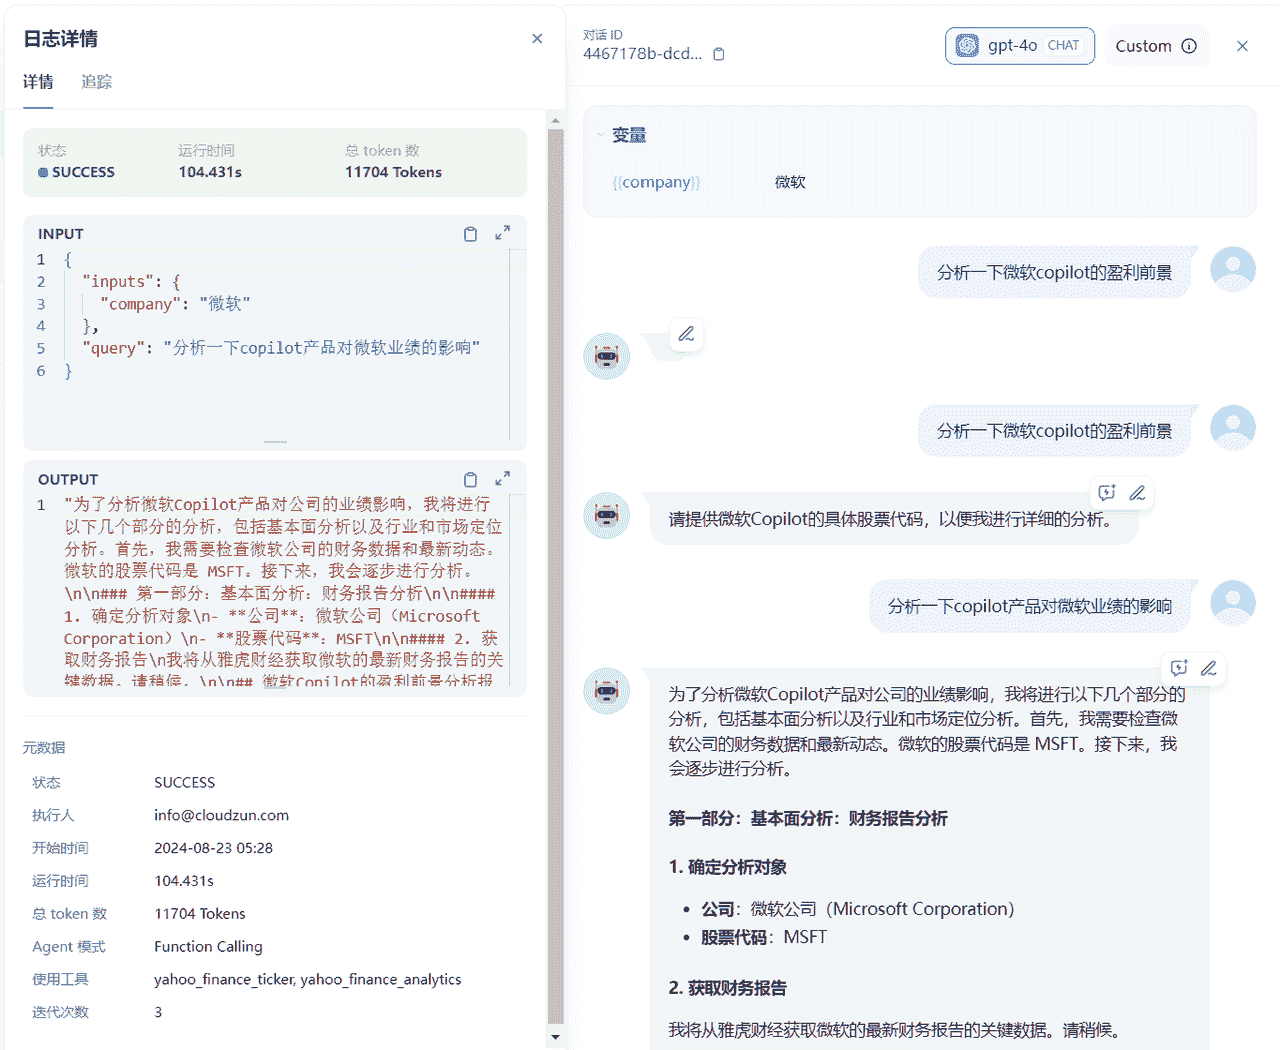 日志详情
详情 追踪
状态 运行时间 总 token 数
SUCCESS 104.431s 11704 Tokens
INPUT
1 {
2 "inputs": {
3 "company": "微软"
4 },
5 "query": "分析一下copilot产品对微软业绩的影响"
6 }
OUTPUT
1 "为了分析微软Copilot产品对公司的业绩影响，我将进行
以下几个部分的分析，包括基本面分析以及行业和市场定位
分析。首先，我需要检查微软公司的财务数据和最新动态。
微软的股票代码是 MSFT。接下来，我会逐步进行分析。
\n\n### 第一部分：基本面分析：财务报告分析\n\n####
1. 确定分析对象\n- **公司**：微软公司（Microsoft
Corporation）\n- **股票代码**：MSFT\n\n#### 2. 获
取财务报告\n我将从雅虎财经获取微软的最新财务报告的关
键数据。请稍候。\n\n## 微软Copilot的盈利前景分析报
元数据
状态 SUCCESS
执行人 info@cloudzun.com
开始时间 2024-08-23 05:28
运行时间 104.431s
总 token 数 11704 Tokens
Agent 模式 Function Calling
使用工具 yahoo_finance_ticker, yahoo_finance_analytics
迭代次数 3
对话 ID
4467178b-dcd...
gpt-4o CHAT
Custom
变量
{{company}} 微软
分析一下微软copilot的盈利前景
分析一下微软copilot的盈利前景
请提供微软Copilot的具体股票代码，以便我进行详细的分析。
分析一下copilot产品对微软业绩的影响
为了分析微软Copilot产品对公司的业绩影响，我将进行以下几个部分的
分析，包括基本面分析以及行业和市场定位分析。首先，我需要检查微
软公司的财务数据和最新动态。微软的股票代码是 MSFT。接下来，我
会逐步进行分析。
第一部分：基本面分析：财务报告分析
1. 确定分析对象
• 公司：微软公司（Microsoft Corporation）
• 股票代码：MSFT
2. 获取财务报告
我将从雅虎财经获取微软的最新财务报告的关键数据。请稍候。